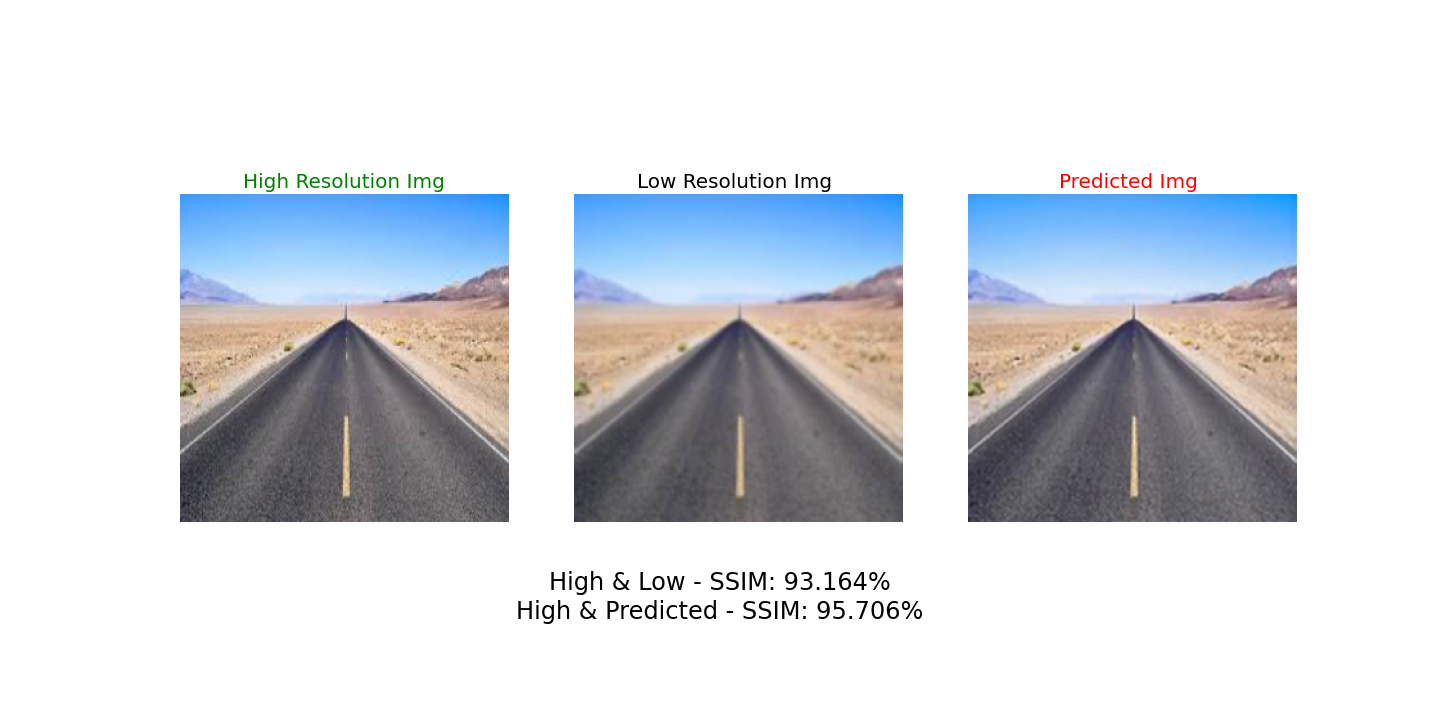 High Resolution Img
Low Resolution Img
Predicted Img
High & Low - SSIM: 93.164%
High & Predicted - SSIM: 95.706%